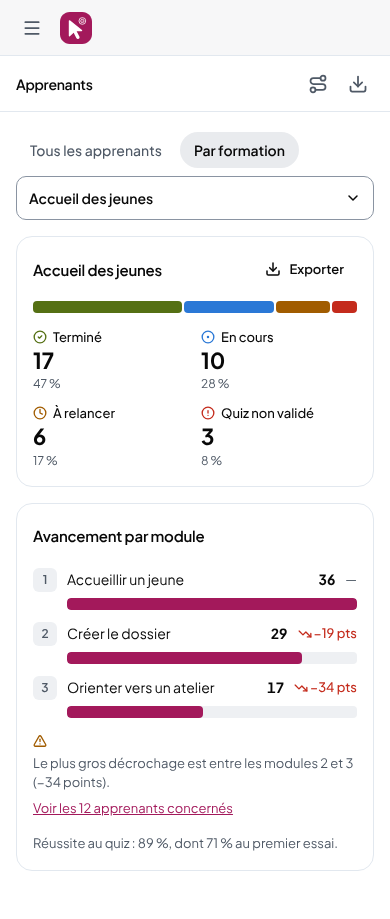 Apprenants
Tous les apprenants
Par formation
Accueil des jeunes
Accueil des jeunes
Exporter
Terminé
En cours
17
10
47 %
28 %
À relancer
Quiz non validé
6
3
17 %
8 %
Avancement par module
1 Accueillir un jeune 36 —
2 Créer le dossier 29 −19 pts
3 Orienter vers un atelier 17 −34 pts
Le plus gros décrochage est entre les modules 2 et 3
(−34 points).
Voir les 12 apprenants concernés
Réussite au quiz : 89 %, dont 71 % au premier essai.